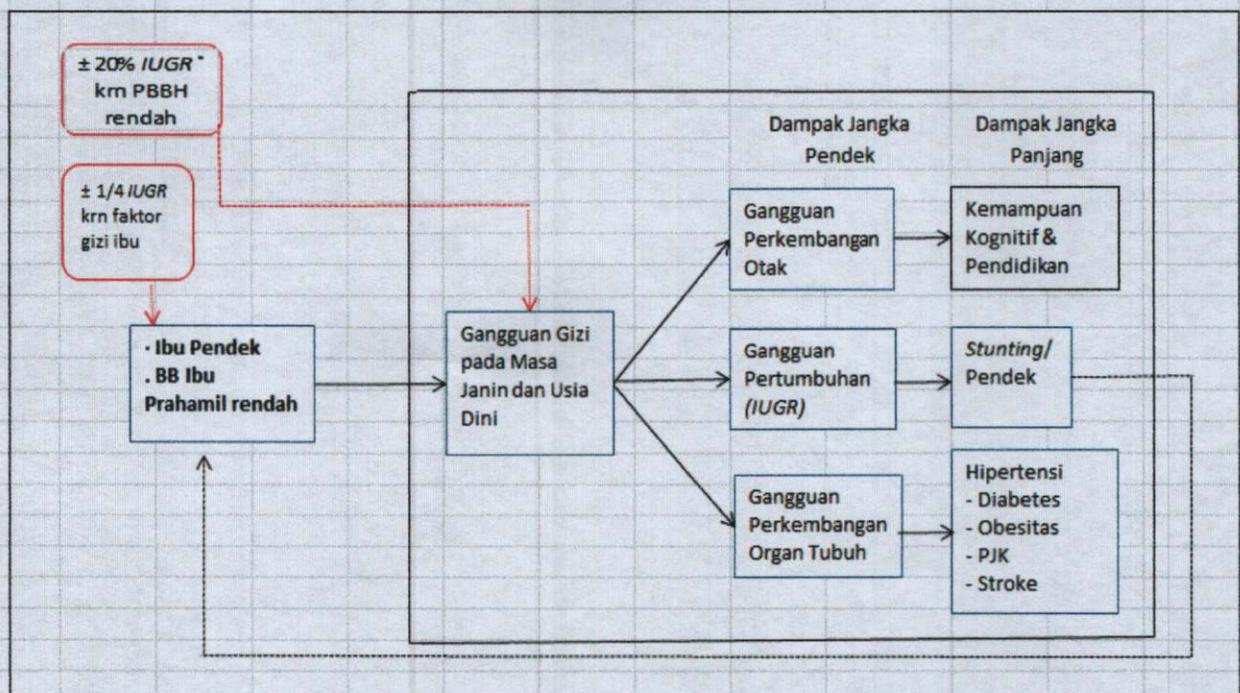 ± 20% IUGR *
krn PBBH
rendah
± 1/4 IUGR
krn faktor
gizi ibu
· Ibu Pendek
. BB Ibu
Prahamil rendah
Gangguan Gizi
pada Masa
Janin dan Usia
Dini
Dampak Jangka
Pendek
Gangguan
Perkembangan
Otak
Gangguan
Pertumbuhan
(IUGR)
Gangguan
Perkembangan
Organ Tubuh
Dampak Jangka
Panjang
Kemampuan
Kognitif &
Pendidikan
Stunting/
Pendek
Hipertensi
- Diabetes
- Obesitas
- PJK
- Stroke